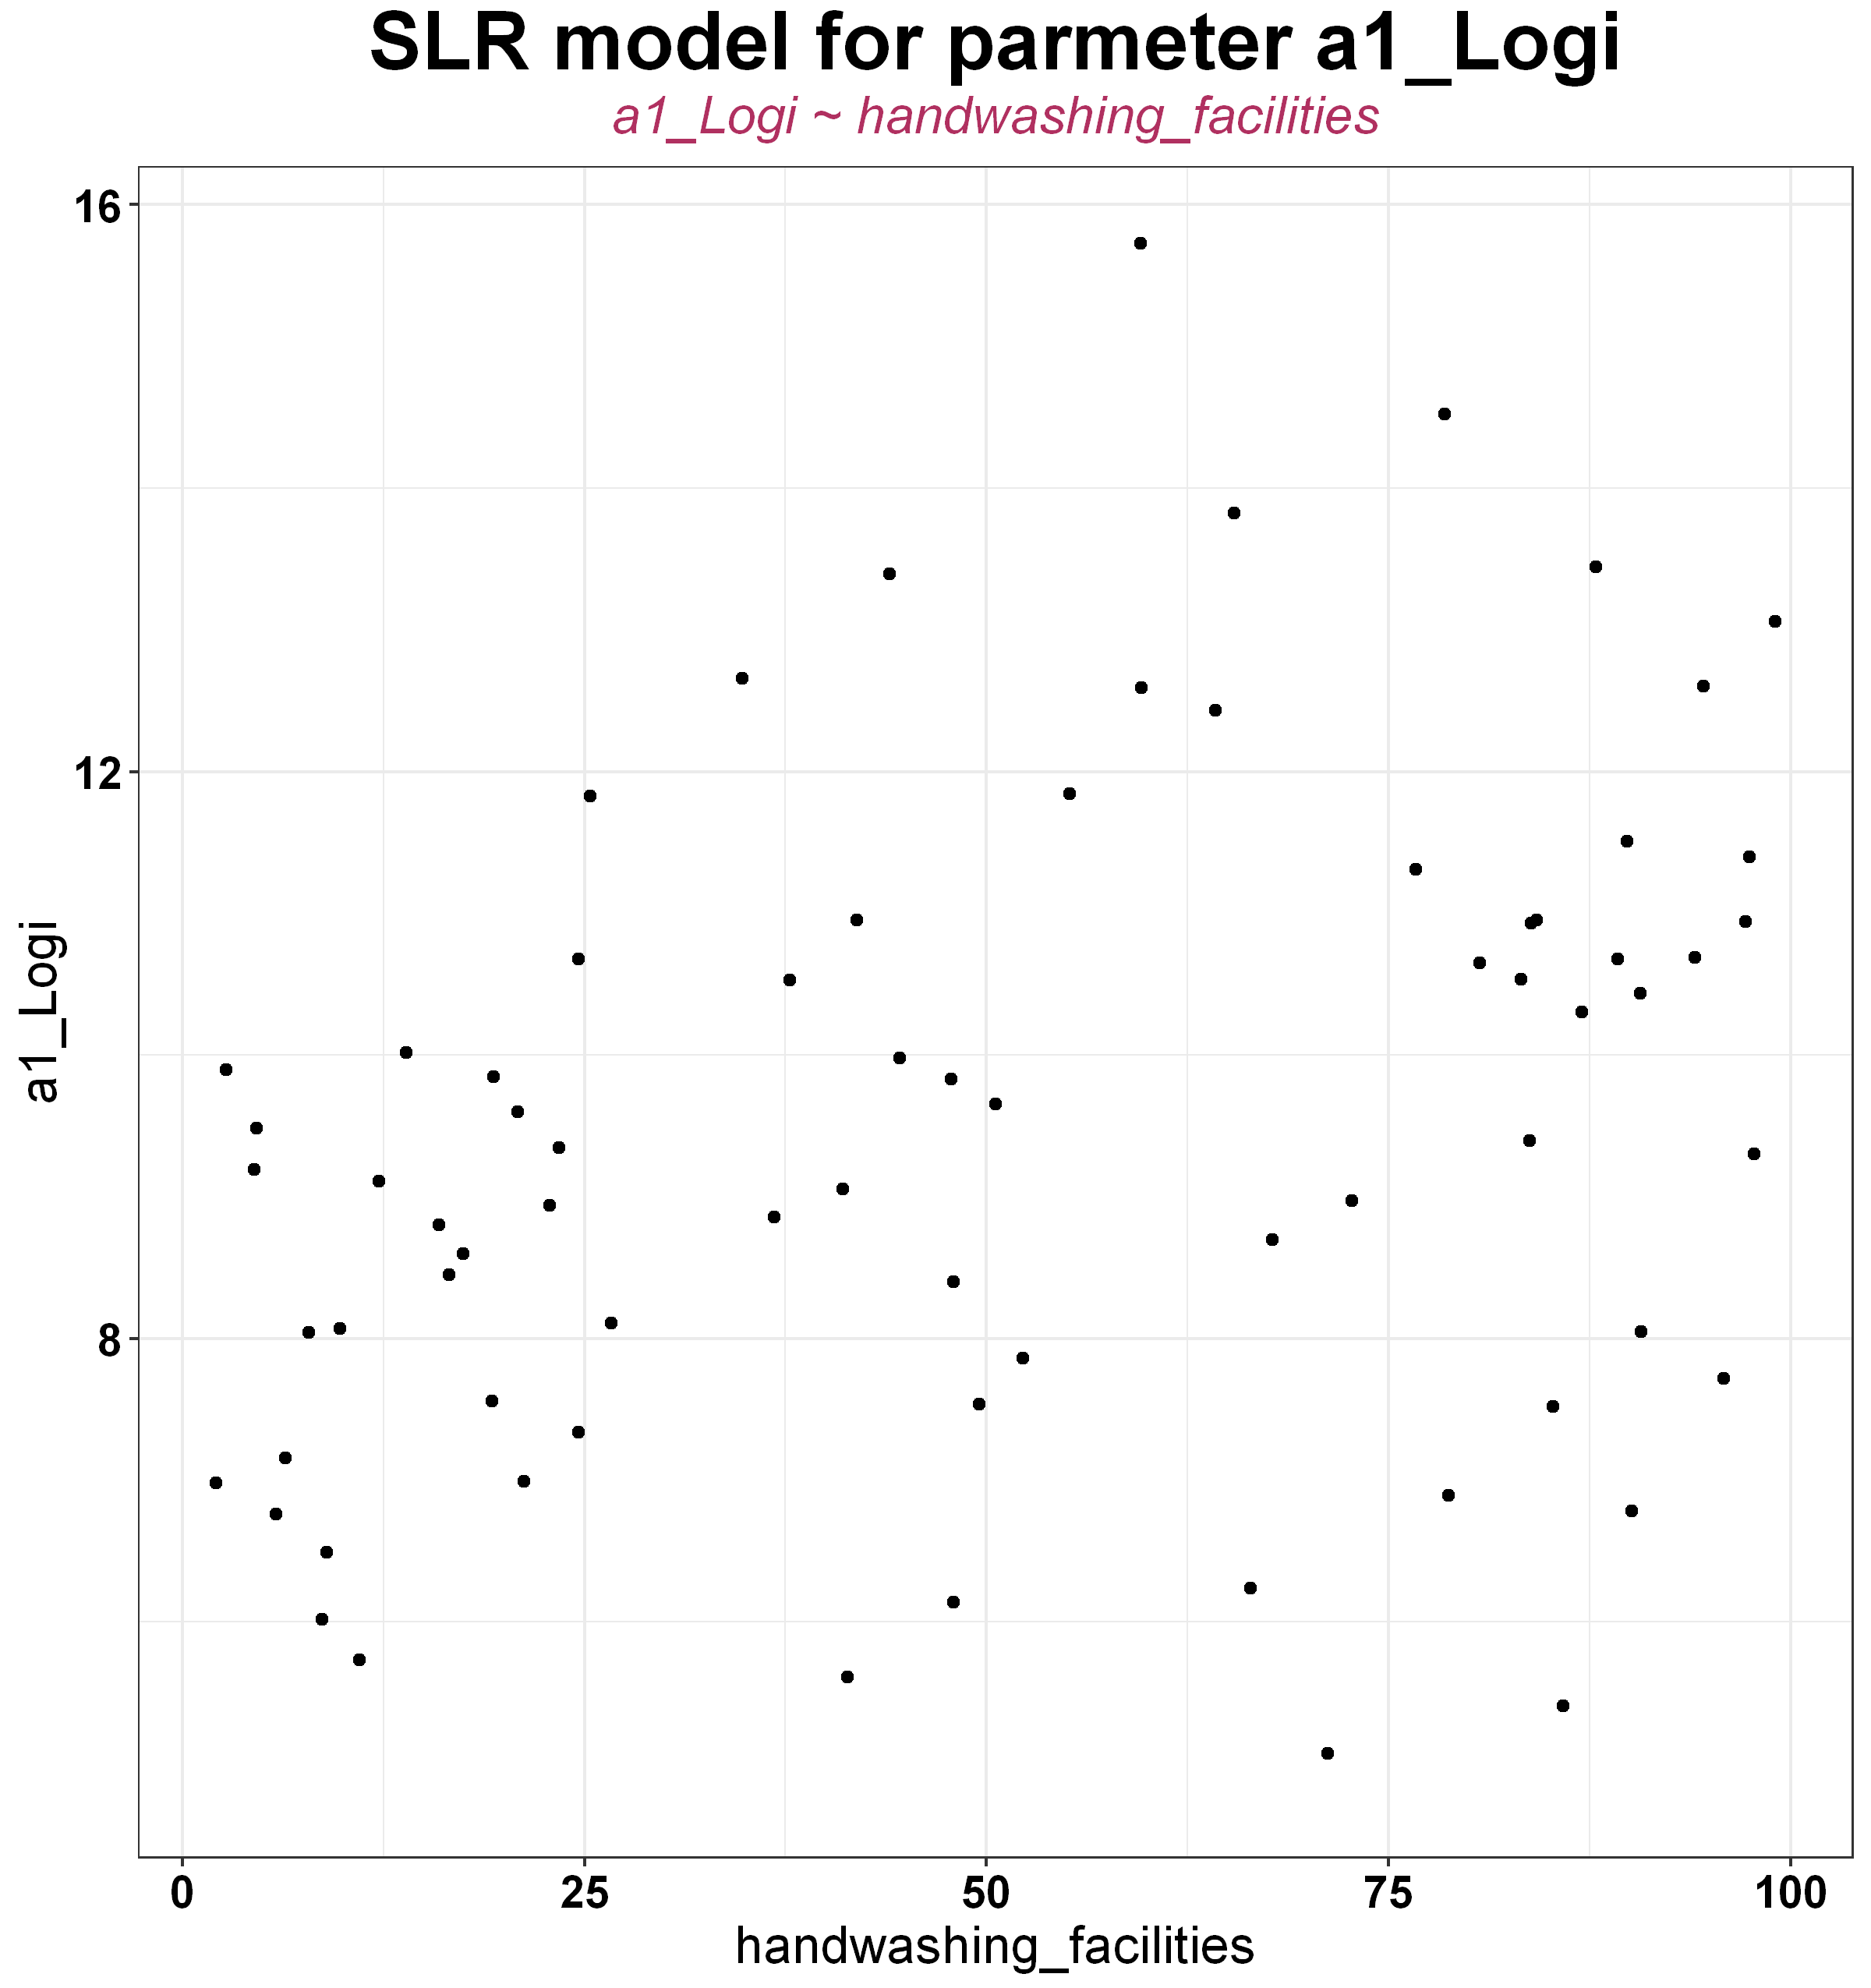 SLR model for parmeter a1_Logi
a1_Logi ~ handwashing_facilities
16
12
8
a1_Logi
0 25 50 75 100
handwashing_facilities